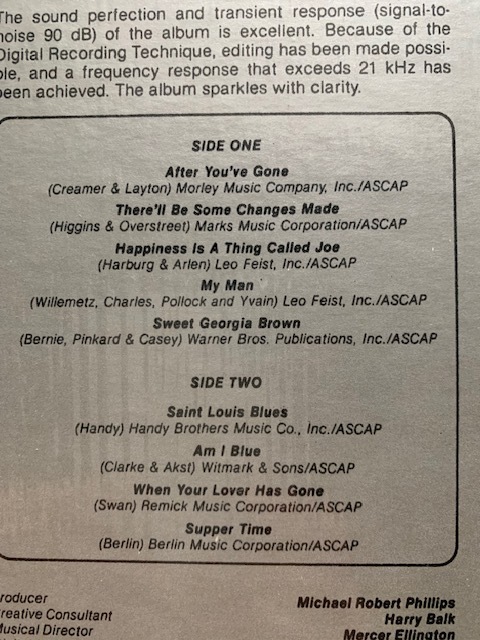 The sound perfection and transient response (signal-to-
noise 90 dB) of the album is excellent. Because of the
Digital Recording Technique, editing has been made possi-
ble, and a frequency response that exceeds 21 kHz has
been achieved. The album sparkles with clarity.
SIDE ONE
After You've Gone
(Creamer & Layton) Morley Music Company, Inc./ASCAP
There'll Be Some Changes Made
(Higgins & Overstreet) Marks Music Corporation/ASCAP
Happiness Is A Thing Called Joe
(Harburg & Arlen) Leo Feist, Inc./ASCAP
My Man
(Willemetz, Charles, Pollock and Yvain) Leo Feist, Inc./ASCAP
Sweet Georgia Brown
(Bernie, Pinkard & Casey) Warner Bros. Publications, Inc./ASCAP
SIDE TWO
Saint Louis Blues
(Handy) Handy Brothers Music Co., Inc./ASCAP
Am I Blue
(Clarke & Akst) Witmark & Sons/ASCAP
When Your Lover Has Gone
(Swan) Remick Music Corporation/ASCAP
Supper Time
(Berlin) Berlin Music Corporation/ASCAP
roducer Michael Robert Phillips
reative Consultant Harry Balk
Musical Director Mercer Ellington